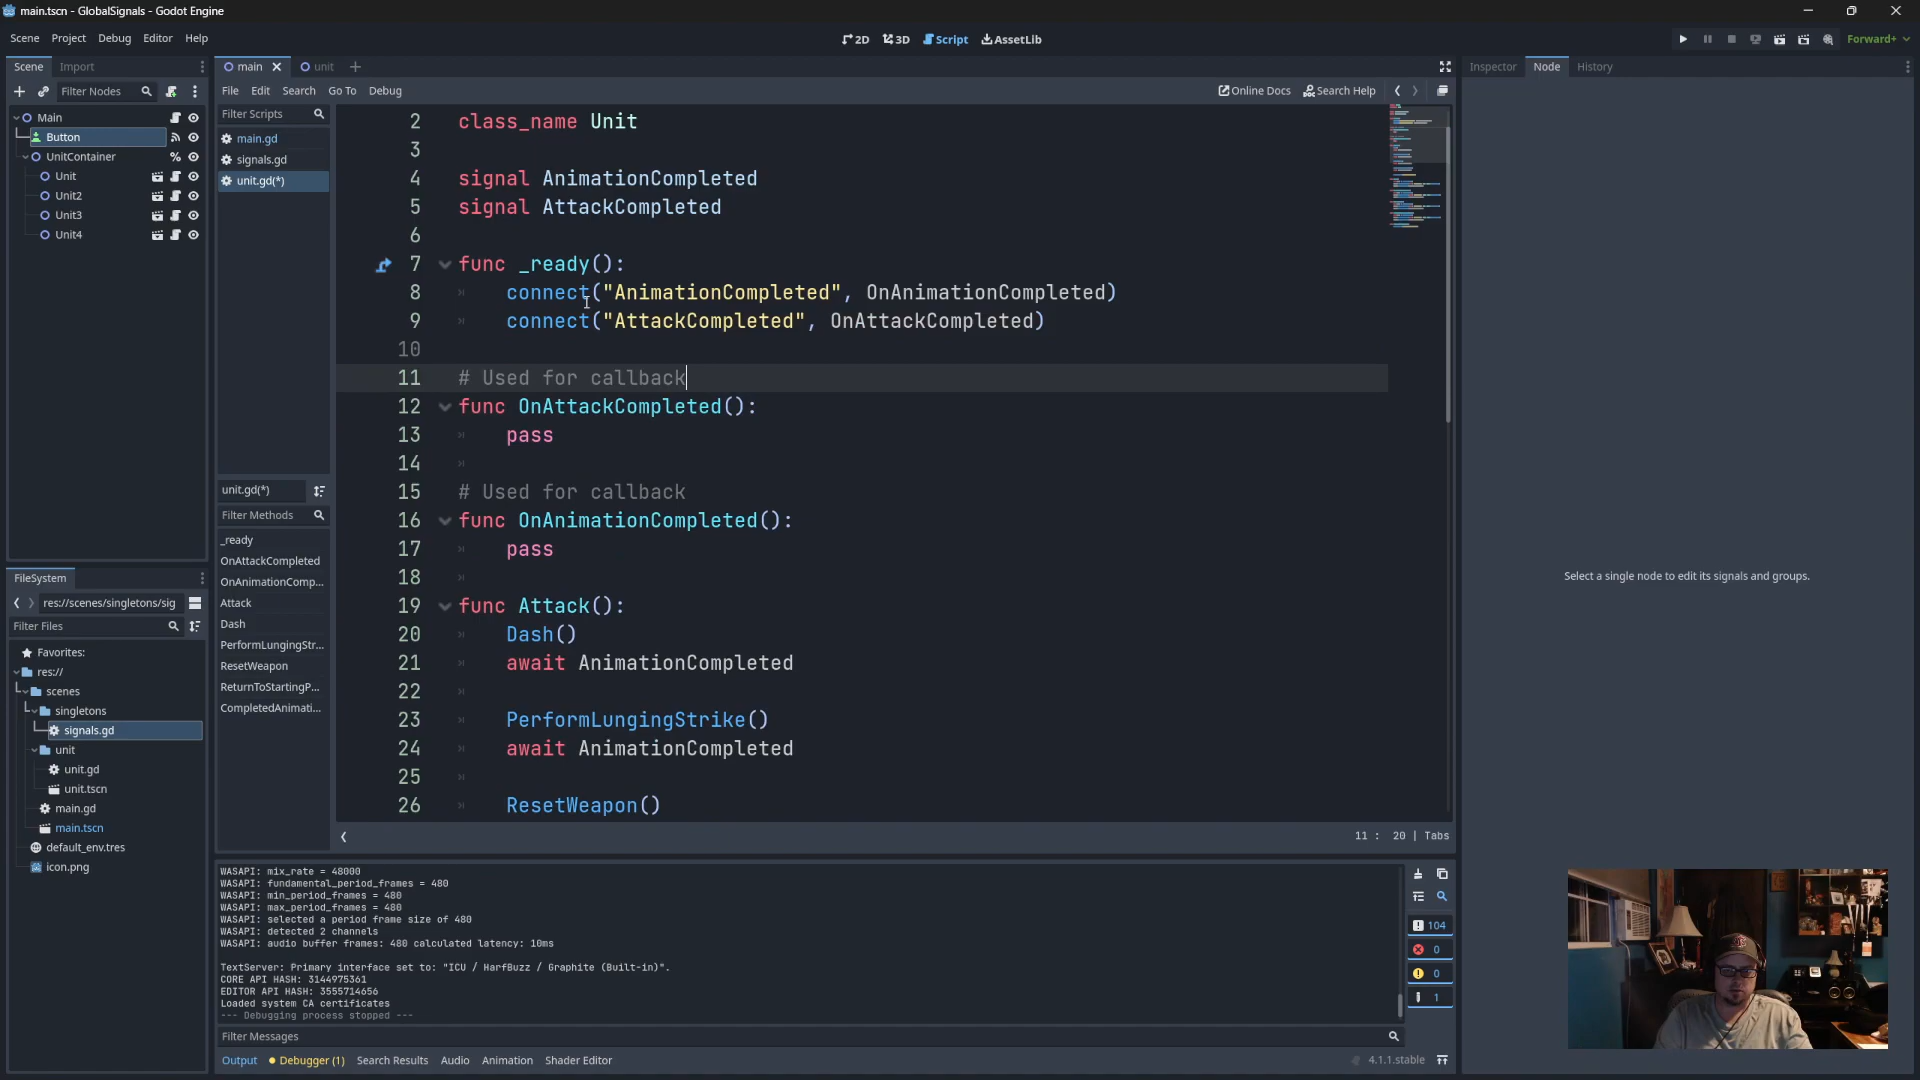 main.tscn - GlobalSignals - Godot Engine
Scene Project Debug Editor Help
2D 3D Script AssetLib
Forward+
Scene Import
main unit
Inspector Node History
Filter Nodes
File Edit Search Go To Debug
Online Docs Search Help
Main
Button
UnitContainer
Unit
Unit2
Unit3
Unit4
Filter Scripts
main.gd
signals.gd
unit.gd(*)
unit.gd(*)
Filter Methods
_ready
OnAttackCompleted
OnAnimationComp...
Attack
Dash
PerformLungingStr...
ResetWeapon
ReturnToStartingP...
CompletedAnimati...
2 class_name Unit
3
4 signal AnimationCompleted
5 signal AttackCompleted
6
7 func _ready():
8 connect("AnimationCompleted", OnAnimationCompleted)
9 connect("AttackCompleted", OnAttackCompleted)
10
11 # Used for callback
12 func OnAttackCompleted():
13 pass
14
15 # Used for callback
16 func OnAnimationCompleted():
17 pass
18
19 func Attack():
20 Dash()
21 await AnimationCompleted
22
23 PerformLungingStrike()
24 await AnimationCompleted
25
26 ResetWeapon()
11 : 20 | Tabs
Select a single node to edit its signals and groups.
FileSystem
res://scenes/singletons/sig
Filter Files
Favorites:
res://
scenes
singletons
signals.gd
unit
unit.gd
unit.tscn
main.gd
main.tscn
default_env.tres
icon.png
WASAPI: mix_rate = 48000
WASAPI: fundamental_period_frames = 480
WASAPI: min_period_frames = 480
WASAPI: max_period_frames = 480
WASAPI: selected a period frame size of 480
WASAPI: detected 2 channels
WASAPI: audio buffer frames: 480 calculated latency: 10ms
TextServer: Primary interface set to: "ICU / HarfBuzz / Graphite (Built-in)".
CORE API HASH: 3144975361
EDITOR API HASH: 3555714656
Loaded system CA certificates
--- Debugging process stopped ---
104
0
0
1
Filter Messages
Output Debugger (1) Search Results Audio Animation Shader Editor
4.1.1.stable